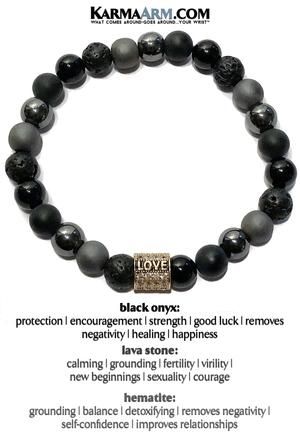 KARMAARM.COM
"WHAT COMES AROUND-GOES AROUND...YOUR WRIST"™
LOVE
black onyx:
protection | encouragement | strength | good luck | removes
negativity | healing | happiness
lava stone:
calming | grounding | fertility | virility |
new beginnings | sexuality | courage
hematite:
grounding | balance | detoxifying | removes negativity |
self-confidence | improves relationships